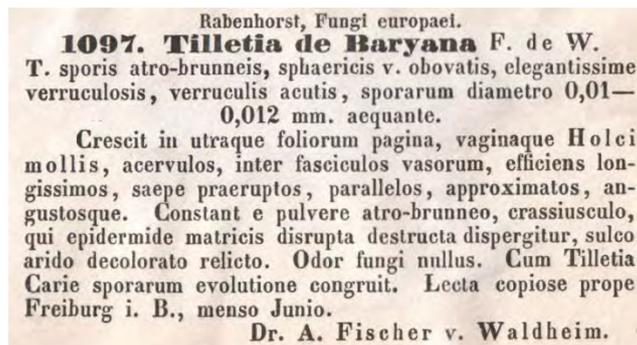 Rabenhorst, Fungi europaei.
1097. Tilletia de Baryana F. de W.
T. sporis atro-brunneis, sphaericis v. obovatis, elegantissime
verruculosis, verruculis acutis, sporarum diametro 0,01—
0,012 mm. aequante.
Crescit in utraque foliorum pagina, vaginaque Holci
mollis, acervulos, inter fasciculos vasorum, efficiens lon-
gissimos, saepe praeruptos, parallelos, approximatos, an-
gustosque. Constant e pulvere atro-brunneo, crassiusculo,
qui epidermide matricis disrupta destructa dispergitur, sulco
arido decolorato relicto. Odor fungi nullus. Cum Tilletia
Carie sporarum evolutione congruit. Lecta copiose prope
Freiburg i. B., menso Junio.
Dr. A. Fischer v. Waldheim.